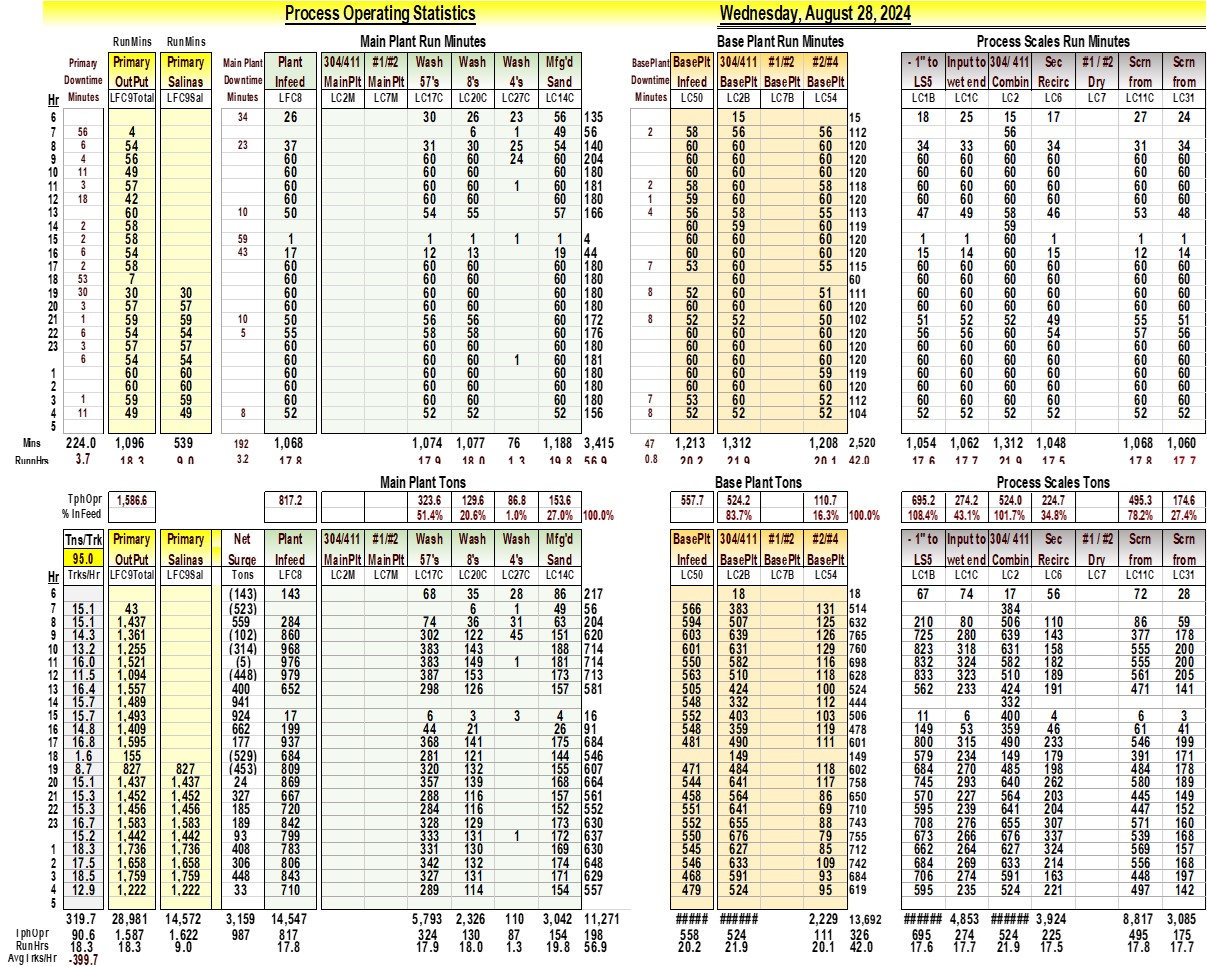 Process Operating Statistics Wednesday, August 28, 2024
RunMins RunMins Main Plant Run Minutes Base Plant Run Minutes Process Scales Run Minutes
Primary Primary Primary Main Plant Plant 304/411 #1/#2 Wash Wash Wash Mfg'd BasePlant BasePlt 304/411 #1/#2 #2/#4 - 1" to Input to 304/ 411 Sec #1 / #2 Scrn Scrn
Downtime OutPut Salinas Downtime Infeed MainPlt MainPlt 57's 8's 4's Sand Downtime Infeed BasePlt BasePlt BasePlt LS5 wet end Combin Recirc Dry from from
Hr Minutes LFC9Total LFC9Sal Minutes LFC8 LC2M LC7M LC17C LC20C LC27C LC14C Minutes LC50 LC2B LC7B LC54 LC1B LC1C LC2 LC6 LC7 LC11C LC31
6 34 26 30 26 23 56 135 15 15 18 25 15 17 27 24
7 56 4 6 1 49 56 2 58 56 56 112 56
8 6 54 23 37 31 30 25 54 140 60 60 60 120 34 33 60 34 31 34
9 4 56 60 60 60 24 60 204 60 60 60 120 60 60 60 60 60 60
10 11 49 60 60 60 60 180 60 60 60 120 60 60 60 60 60 60
11 3 57 60 60 60 1 60 181 2 58 60 58 118 60 60 60 60 60 60
12 18 42 60 60 60 60 180 1 59 60 60 120 60 60 60 60 60 60
13 60 10 50 54 55 57 166 4 56 58 55 113 47 49 58 46 53 48
14 2 58 60 59 60 119 59
15 2 58 59 1 1 1 1 1 4 60 60 60 120 1 1 60 1 1 1
16 6 54 43 17 12 13 19 44 60 60 60 120 15 14 60 15 12 14
17 2 58 60 60 60 60 180 7 53 60 55 115 60 60 60 60 60 60
18 53 7 60 60 60 60 180 60 60 60 60 60 60 60 60
19 30 30 30 60 60 60 60 180 8 52 60 51 111 60 60 60 60 60 60
20 3 57 57 60 60 60 60 180 60 60 60 120 60 60 60 60 60 60
21 1 59 59 10 50 56 56 60 172 8 52 52 50 102 51 52 52 49 55 51
22 6 54 54 5 55 58 58 60 176 60 60 60 120 56 56 60 54 57 56
23 3 57 57 60 60 60 60 180 60 60 60 120 60 60 60 60 60 60
6 54 54 60 60 60 1 60 181 60 60 60 120 60 60 60 60 60 60
1 60 60 60 60 60 60 180 60 60 59 119 60 60 60 60 60 60
2 60 60 60 60 60 60 180 60 60 60 120 60 60 60 60 60 60
3 1 59 59 60 60 60 60 180 7 53 60 52 112 60 60 60 60 60 60
4 11 49 49 8 52 52 52 52 156 8 52 52 52 104 52 52 52 52 52 52
5
Mins 224.0 1,096 539 192 1,068 1,074 1,077 76 1,188 3,415 47 1,213 1,312 1,208 2,520 1,054 1,062 1,312 1,048 1,068 1,060
RunnHrs 3.7 18.3 9.0 3.2 17.8 17.9 18.0 1.3 19.8 56.9 0.8 20.2 21.9 20.1 42.0 17.6 17.7 21.9 17.5 17.8 17.7
Main Plant Tons Base Plant Tons Process Scales Tons
TphOpr 1,586.6 817.2 323.6 129.6 86.8 153.6 557.7 524.2 110.7 695.2 274.2 524.0 224.7 495.3 174.6
% InFeed 51.4% 20.6% 1.0% 27.0% 100.0% 83.7% 16.3% 100.0% 108.4% 43.1% 101.7% 34.8% 78.2% 27.4%
Tns/Trk Primary Primary Net Plant 304/411 #1/#2 Wash Wash Wash Mfg'd BasePlt 304/411 #1/#2 #2/#4 - 1" to Input to 304/ 411 Sec #1 / #2 Scrn Scrn
95.0 OutPut Salinas Surge Infeed MainPlt MainPlt 57's 8's 4's Sand Infeed BasePlt BasePlt BasePlt LS5 wet end Combin Recirc Dry from from
Hr Trks/Hr LFC9Total LFC9Sal Tons LFC8 LC2M LC7M LC17C LC20C LC27C LC14C LC50 LC2B LC7B LC54 LC1B LC1C LC2 LC6 LC7 LC11C LC31
6 (143) 143 68 35 28 86 217 18 18 67 74 17 56 72 28
7 15.1 43 (523) 6 1 49 56 566 383 131 514 384
8 15.1 1,437 559 284 74 36 31 63 204 594 507 125 632 210 80 506 110 86 59
9 14.3 1,361 (102) 860 302 122 45 151 620 603 639 126 765 725 280 639 143 377 178
10 13.2 1,255 (314) 968 383 143 188 714 601 631 129 760 823 318 631 158 555 200
11 16.0 1,521 (5) 976 383 149 1 181 714 550 582 116 698 832 324 582 182 555 200
12 11.5 1,094 (448) 979 387 153 173 713 563 510 118 628 833 323 510 189 561 205
13 16.4 1,557 400 652 298 126 157 581 505 424 100 524 562 233 424 191 471 141
14 15.7 1,489 941 548 332 112 444 332
15 15.7 1,493 924 17 6 3 3 4 16 552 403 103 506 11 6 400 4 6 3
16 14.8 1,409 662 199 44 21 26 91 548 359 119 478 149 53 359 46 61 41
17 16.8 1,595 177 937 368 141 175 684 481 490 111 601 800 315 490 233 546 199
18 1.6 155 (529) 684 281 121 144 546 149 149 579 234 149 179 391 171
19 8.7 827 827 (453) 809 320 132 155 607 471 484 118 602 684 270 485 198 484 178
20 15.1 1,437 1,437 24 869 357 139 168 664 544 641 117 758 745 293 640 262 580 189
21 15.3 1,452 1,452 327 667 288 116 157 561 458 564 86 650 570 227 564 203 445 149
22 15.3 1,456 1,456 185 720 284 116 152 552 551 641 69 710 595 239 641 204 447 152
23 16.7 1,583 1,583 189 842 328 129 173 630 552 655 88 743 708 276 655 307 571 160
15.2 1,442 1,442 93 799 333 131 1 172 637 550 676 79 755 673 266 676 337 539 168
1 18.3 1,736 1,736 408 783 331 130 169 630 545 627 85 712 662 264 627 324 569 157
2 17.5 1,658 1,658 306 806 342 132 174 648 546 633 109 742 684 269 633 214 556 168
3 18.5 1,759 1,759 448 843 327 131 171 629 468 591 93 684 706 274 591 163 448 197
4 12.9 1,222 1,222 33 710 289 114 154 557 479 524 95 619 595 235 524 221 497 142
5
319.7 28,981 14,572 3,159 14,547 5,793 2,326 110 3,042 11,271 ##### ###### 2,229 13,692 ###### 4,853 ###### 3,924 8,817 3,085
TphOpr 90.6 1,587 1,622 987 817 324 130 87 154 198 558 524 111 326 695 274 524 225 495 175
RunHrs 18.3 18.3 9.0 17.8 17.9 18.0 1.3 19.8 56.9 20.2 21.9 20.1 42.0 17.6 17.7 21.9 17.5 17.8 17.7
AvgTrks/Hr -399.7